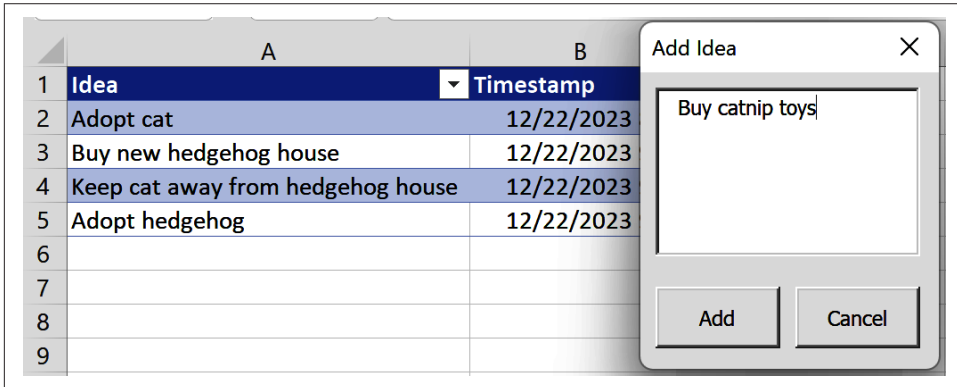 A B
1 Idea Timestamp
2 Adopt cat 12/22/2023
3 Buy new hedgehog house 12/22/2023
4 Keep cat away from hedgehog house 12/22/2023
5 Adopt hedgehog 12/22/2023
6
7
8
9
Add Idea
Buy catnip toys
Add Cancel